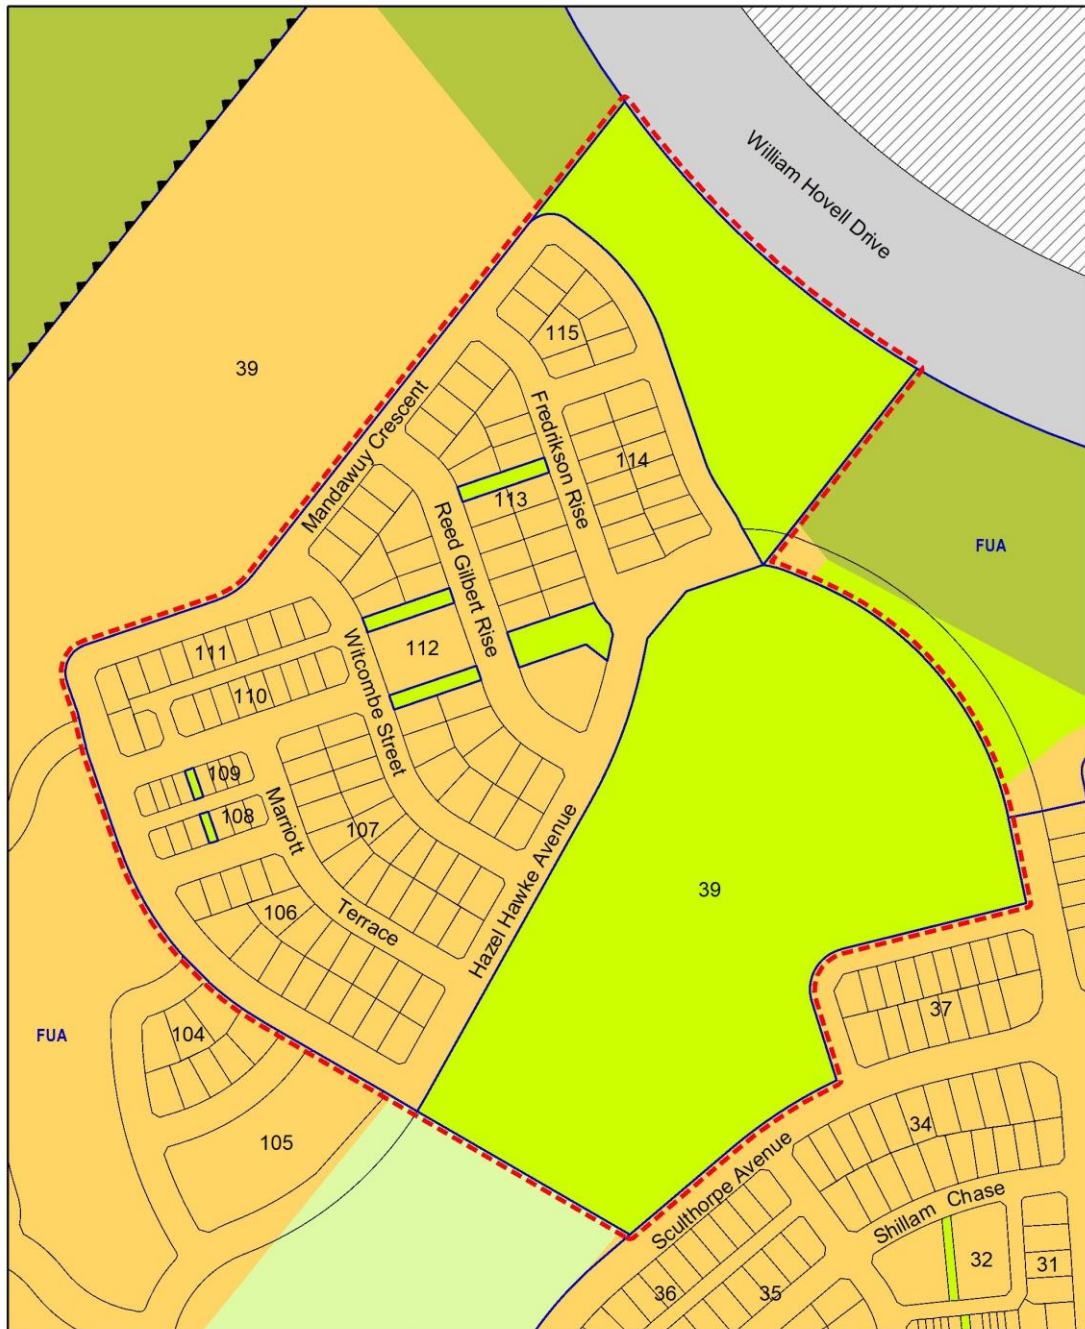 William Hovell Drive
115
39
Mandawuy Crescent
Fredrikson Rise
114
113
Reed Gilbert Rise
FUA
111
112
110
Witcombe Street
109
108
Marriott
Terrace
107
106
Hazel Hawke Avenue
39
37
104
FUA
105
34
Sculthorpe Avenue
Shillam Chase
32
31
36
35